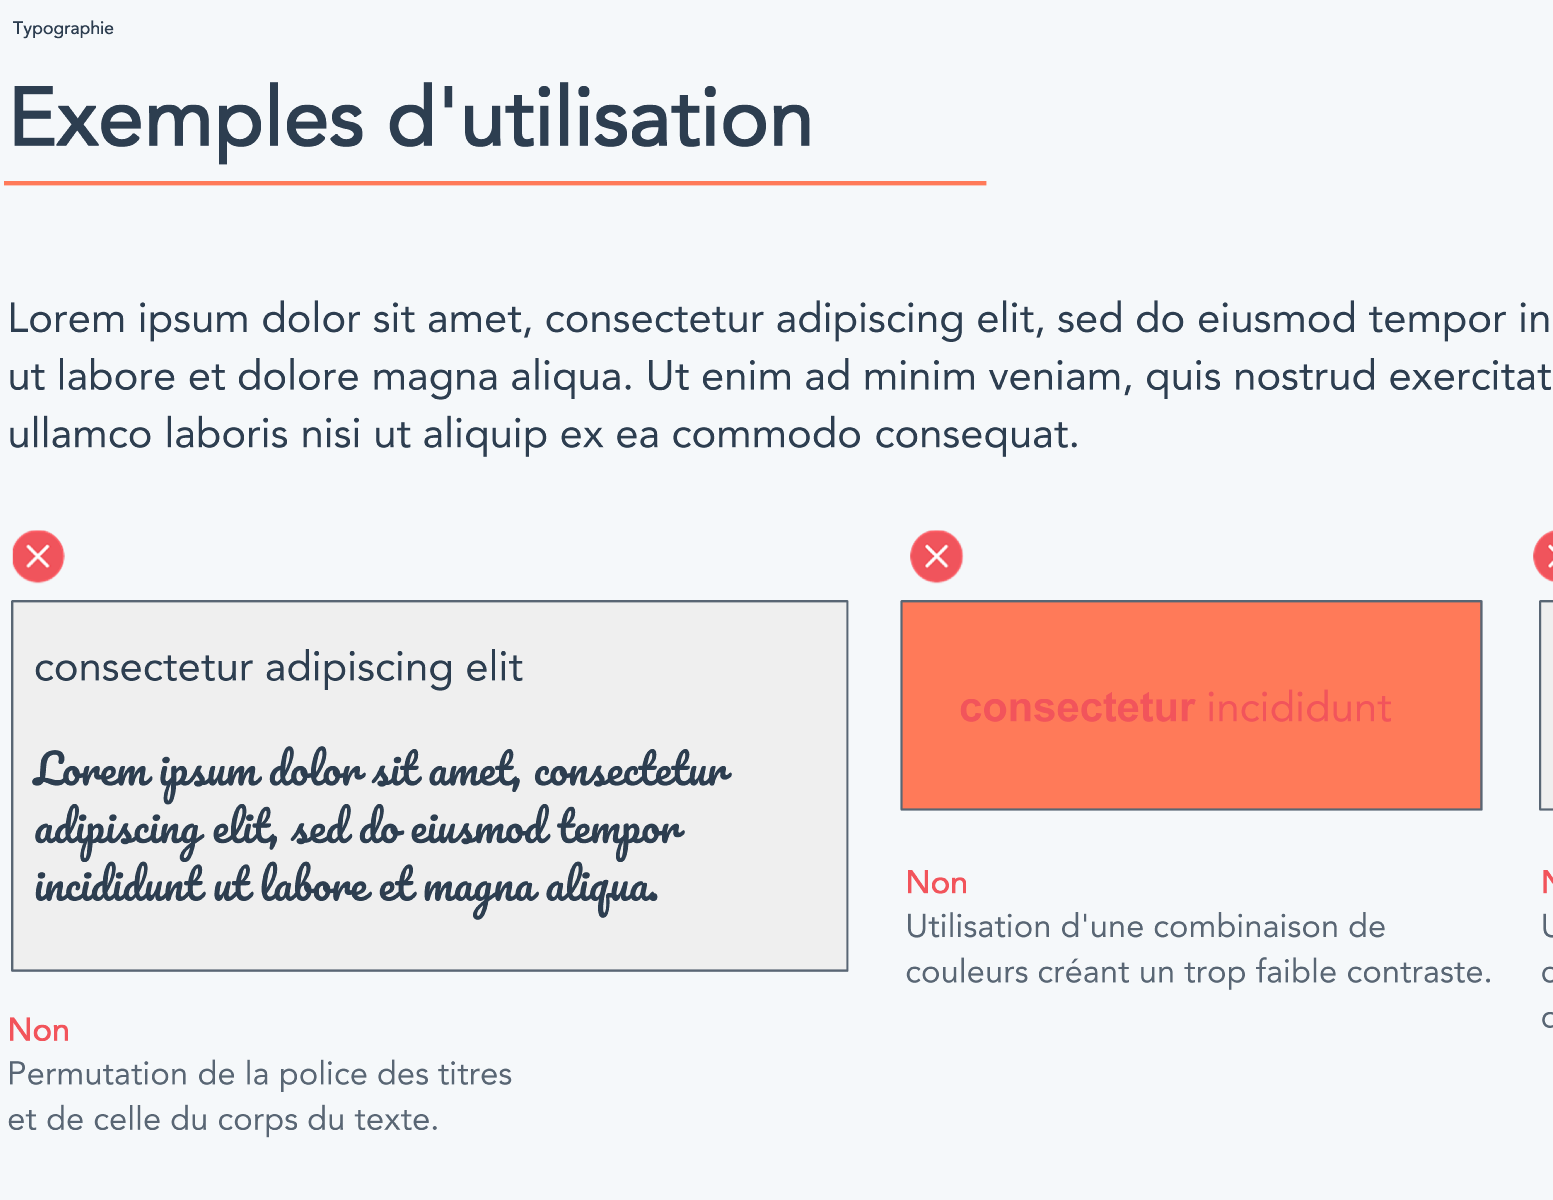 Typographie
Exemples d'utilisation
Lorem ipsum dolor sit amet, consectetur adipiscing elit, sed do eiusmod tempor in
ut labore et dolore magna aliqua. Ut enim ad minim veniam, quis nostrud exercitat
ullamco laboris nisi ut aliquip ex ea commodo consequat.
consectetur adipiscing elit
Lorem ipsum dolor sit amet, consectetur
adipiscing elit, sed do eiusmod tempor
incididunt ut labore et magna aliqua.
Non
Permutation de la police des titres
et de celle du corps du texte.
consectetur incididunt
Non
Utilisation d'une combinaison de
couleurs créant un trop faible contraste.